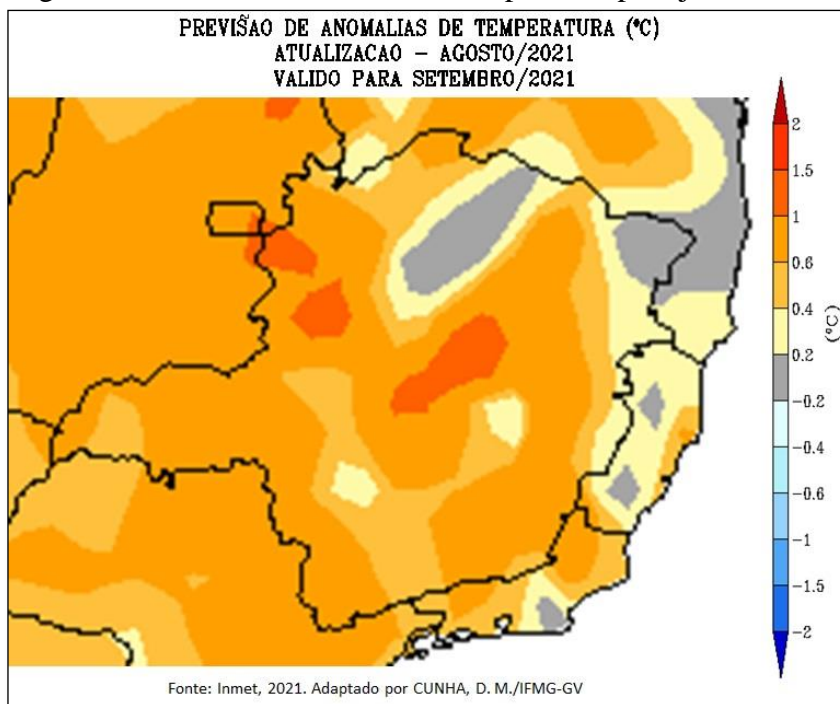 PREVISÃO DE ANOMALIAS DE TEMPERATURA (°C)
ATUALIZACAO – AGOSTO/2021
VALIDO PARA SETEMBRO/2021
2
1.5
1
0.6
0.4
0.2
−0.2
−0.4
−0.6
−1
−1.5
−2
(°C)
Fonte: Inmet, 2021. Adaptado por CUNHA, D. M./IFMG-GV